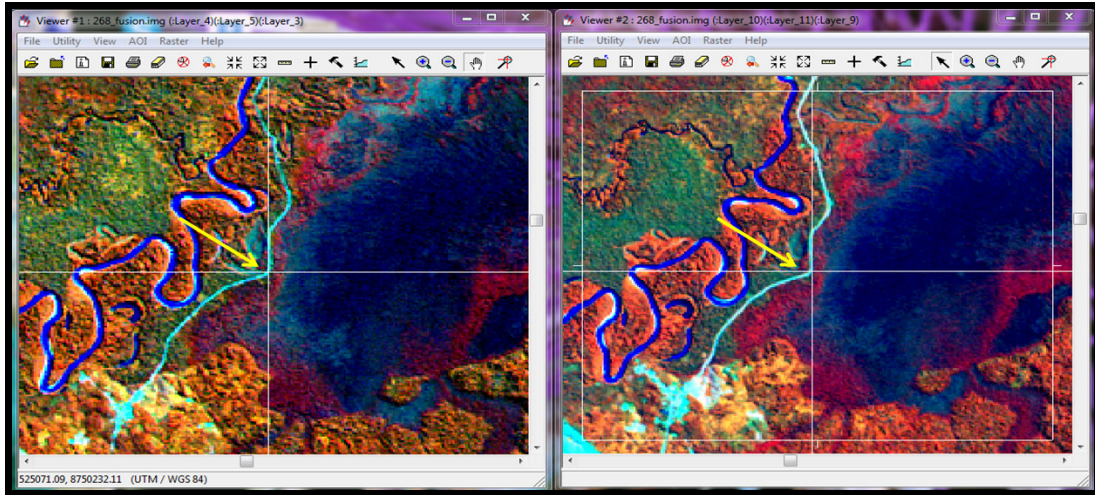 Viewer #1 : 268_fusion.img (:Layer_4)(:Layer_5)(:Layer_3)
File Utility View AOI Raster Help
525071.09, 8750232.11 (UTM / WGS 84)
Viewer #2 : 268_fusion.img (:Layer_10)(:Layer_11)(:Layer_9)
File Utility View AOI Raster Help